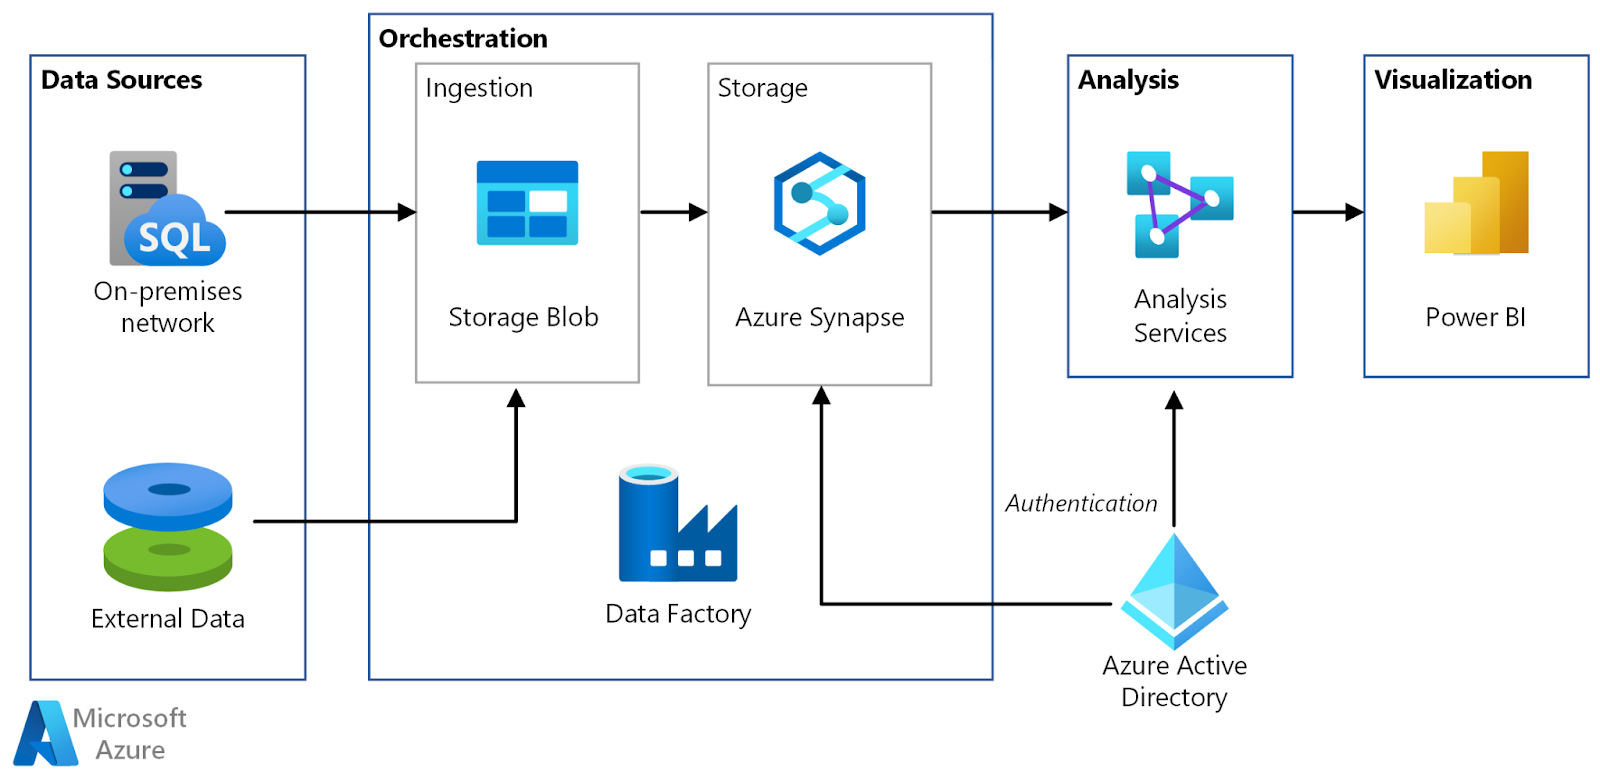 Orchestration
Data Sources
Ingestion
Storage
Analysis
Visualization
SQL
On-premises
network
Storage Blob
Azure Synapse
Analysis
Services
Power BI
External Data
Data Factory
Authentication
Azure Active
Directory
Microsoft
Azure